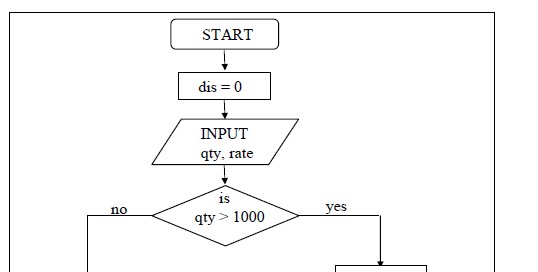 START
dis = 0
INPUT
qty, rate
is
qty > 1000
no
yes